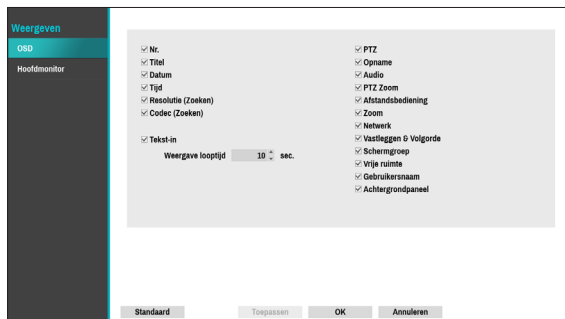 Weergeven
OSD
Hoofdmonitor
Nr.
Titel
Datum
Tijd
Resolutie (Zoeken)
Codec (Zoeken)
Tekst-in
Weergave looptijd 10 sec.
PTZ
Opname
Audio
PTZ Zoom
Afstandsbediening
Zoom
Netwerk
Vastleggen & Volgorde
Schermgroep
Vrije ruimte
Gebruikersnaam
Achtergrondpaneel
Standaard Toepassen OK Annuleren